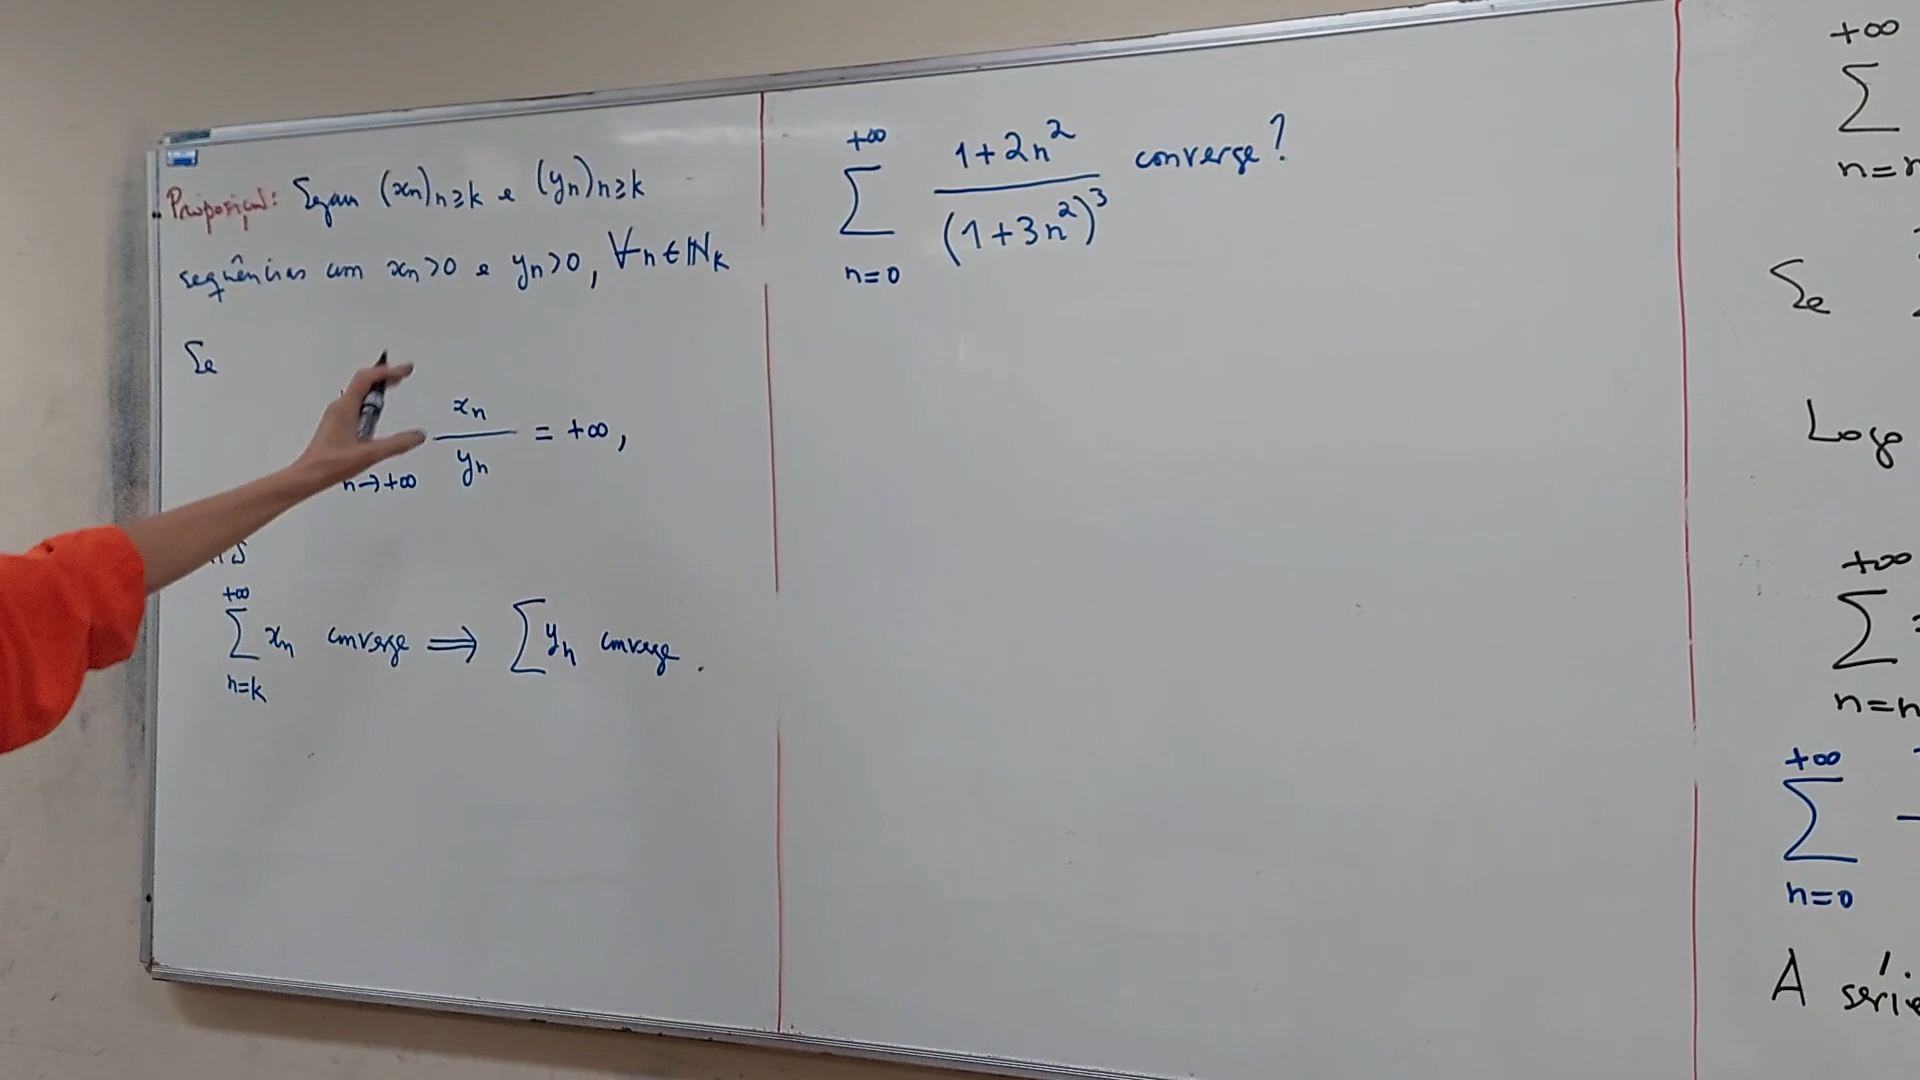 Proposição: Sejam (xn)n≥k e (yn)n≥k
sequências com xn>0 e yn>0, ∀n∈ℕk
Se
xn
— = +∞,
yn
n→+∞
+∞
∑ xn converge ⟹ ∑ yn converge.
n=k
+∞
∑ (1+2n²)/(1+3n²)³ converge?
n=0
+∞
∑
n=
Se
Logo
+∞
∑
n=
+∞
∑
n=0
A séri